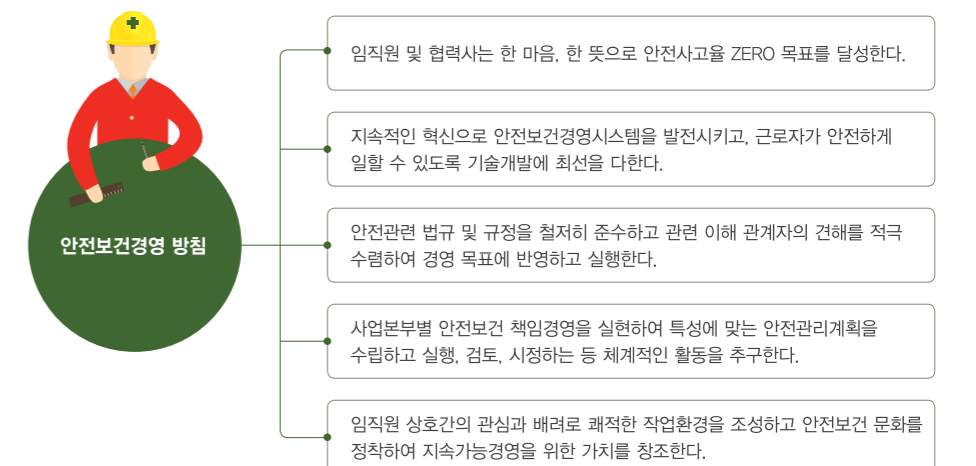 안전보건경영 방침
임직원 및 협력사는 한 마음, 한 뜻으로 안전사고율 ZERO 목표를 달성한다.
지속적인 혁신으로 안전보건경영시스템을 발전시키고, 근로자가 안전하게
일할 수 있도록 기술개발에 최선을 다한다.
안전관련 법규 및 규정을 철저히 준수하고 관련 이해 관계자의 견해를 적극
수렴하여 경영 목표에 반영하고 실행한다.
사업본부별 안전보건 책임경영을 실현하여 특성에 맞는 안전관리계획을
수립하고 실행, 검토, 시정하는 등 체계적인 활동을 추구한다.
임직원 상호간의 관심과 배려로 쾌적한 작업환경을 조성하고 안전보건 문화를
정착하여 지속가능경영을 위한 가치를 창조한다.